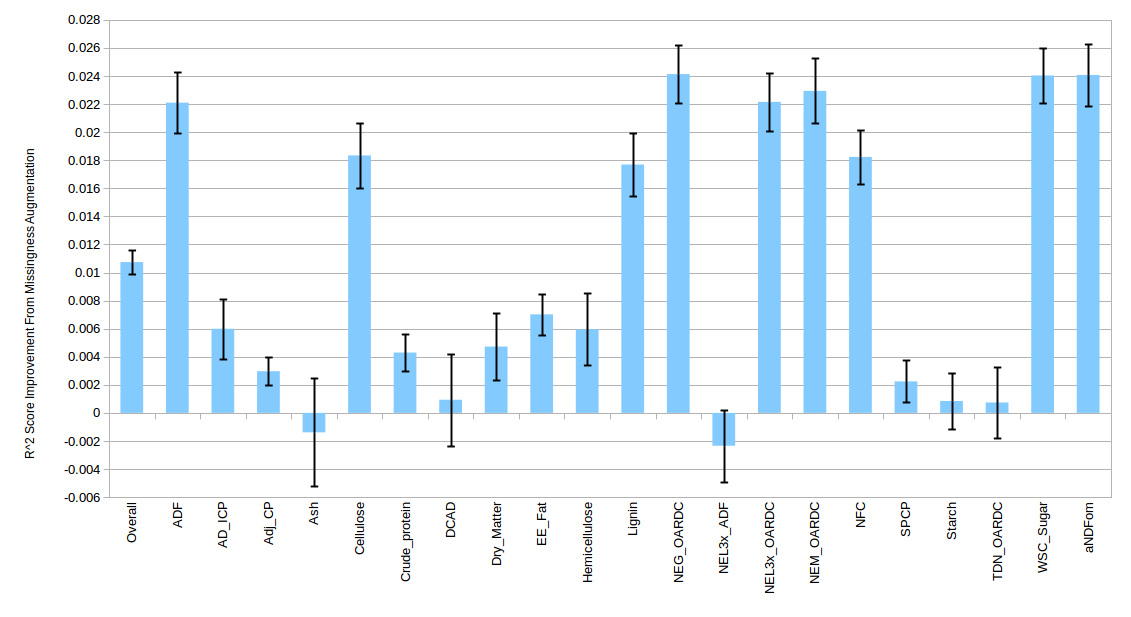 0.028
0.026
0.024
0.022
0.02
0.018
0.016
0.014
0.012
0.01
0.008
0.006
0.004
0.002
0
-0.002
-0.004
-0.006
R^2 Score Improvement From Missingness Augmentation
Overall
ADF
AD_ICP
Adj_CP
Ash
Cellulose
Crude_protein
DCAD
Dry_Matter
EE_Fat
Hemicellulose
Lignin
NEG_OARDC
NEL3x_ADF
NEL3x_OARDC
NEM_OARDC
NFC
SPCP
Starch
TDN_OARDC
WSC_Sugar
aNDFom